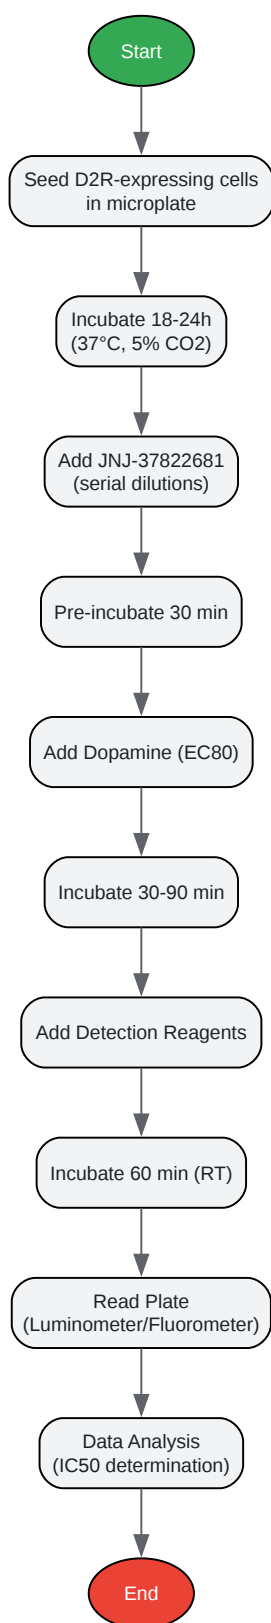 Start
Seed D2R-expressing cells
in microplate
Incubate 18-24h
(37°C, 5% CO2)
Add JNJ-37822681
(serial dilutions)
Pre-incubate 30 min
Add Dopamine (EC80)
Incubate 30-90 min
Add Detection Reagents
Incubate 60 min (RT)
Read Plate
(Luminometer/Fluorometer)
Data Analysis
(IC50 determination)
End